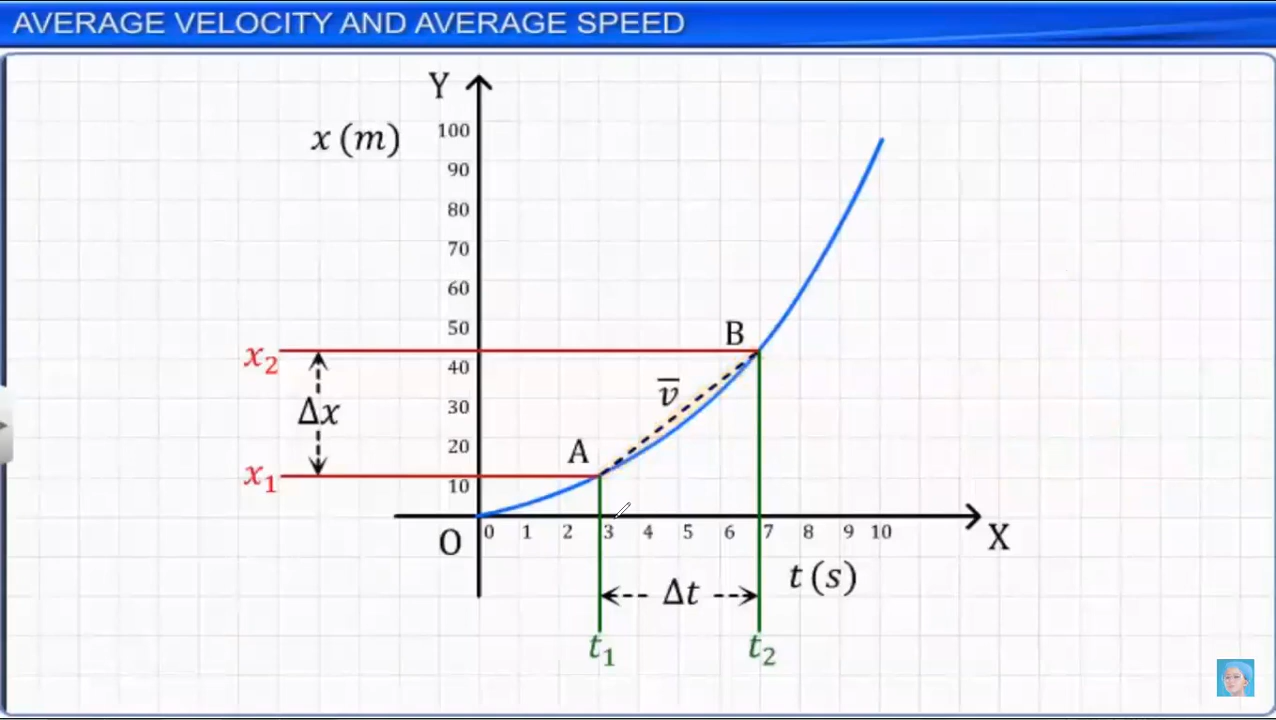 AVERAGE VELOCITY AND AVERAGE SPEED
Y
x (m)
100
90
80
70
60
50
40
30
20
10
x₂
Δx
x₁
B
v̅
A
O
0 1 2 3 4 5 6 7 8 9 10
X
t (s)
Δt
t₁
t₂